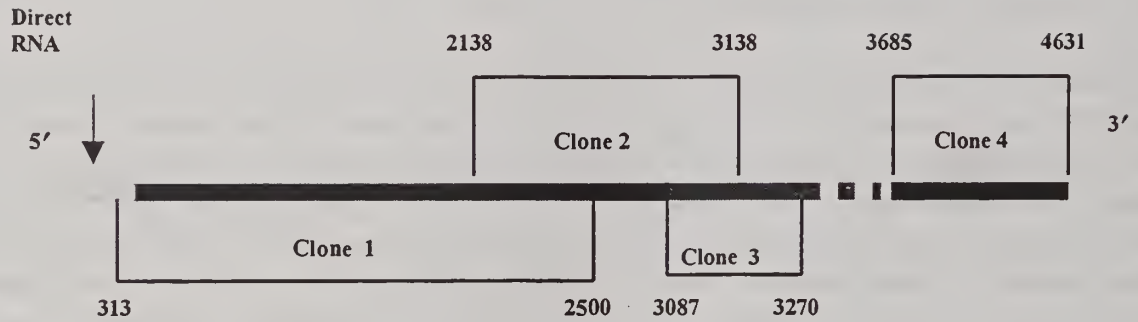 Direct
RNA
2138 3138 3685 4631
5′ Clone 2 Clone 4 3′
Clone 1 Clone 3
313 2500 3087 3270